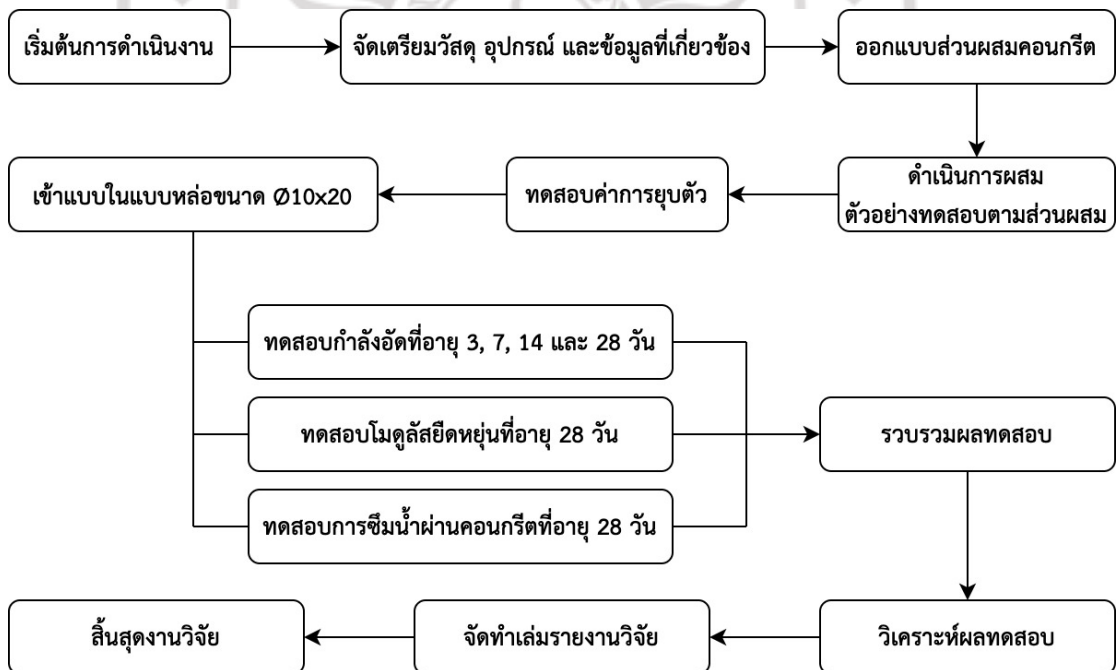 เริ่มต้นการดำเนินงาน
จัดเตรียมวัสดุ อุปกรณ์ และข้อมูลที่เกี่ยวข้อง
ออกแบบส่วนผสมคอนกรีต
ดำเนินการผสม
ตัวอย่างทดสอบตามส่วนผสม
ทดสอบค่าการยุบตัว
เข้าแบบในแบบหล่อขนาด Ø10x20
ทดสอบกำลังอัดที่อายุ 3, 7, 14 และ 28 วัน
ทดสอบโมดูลัสยืดหยุ่นที่อายุ 28 วัน
ทดสอบการซึมน้ำผ่านคอนกรีตที่อายุ 28 วัน
รวบรวมผลทดสอบ
วิเคราะห์ผลทดสอบ
จัดทำเล่มรายงานวิจัย
สิ้นสุดงานวิจัย